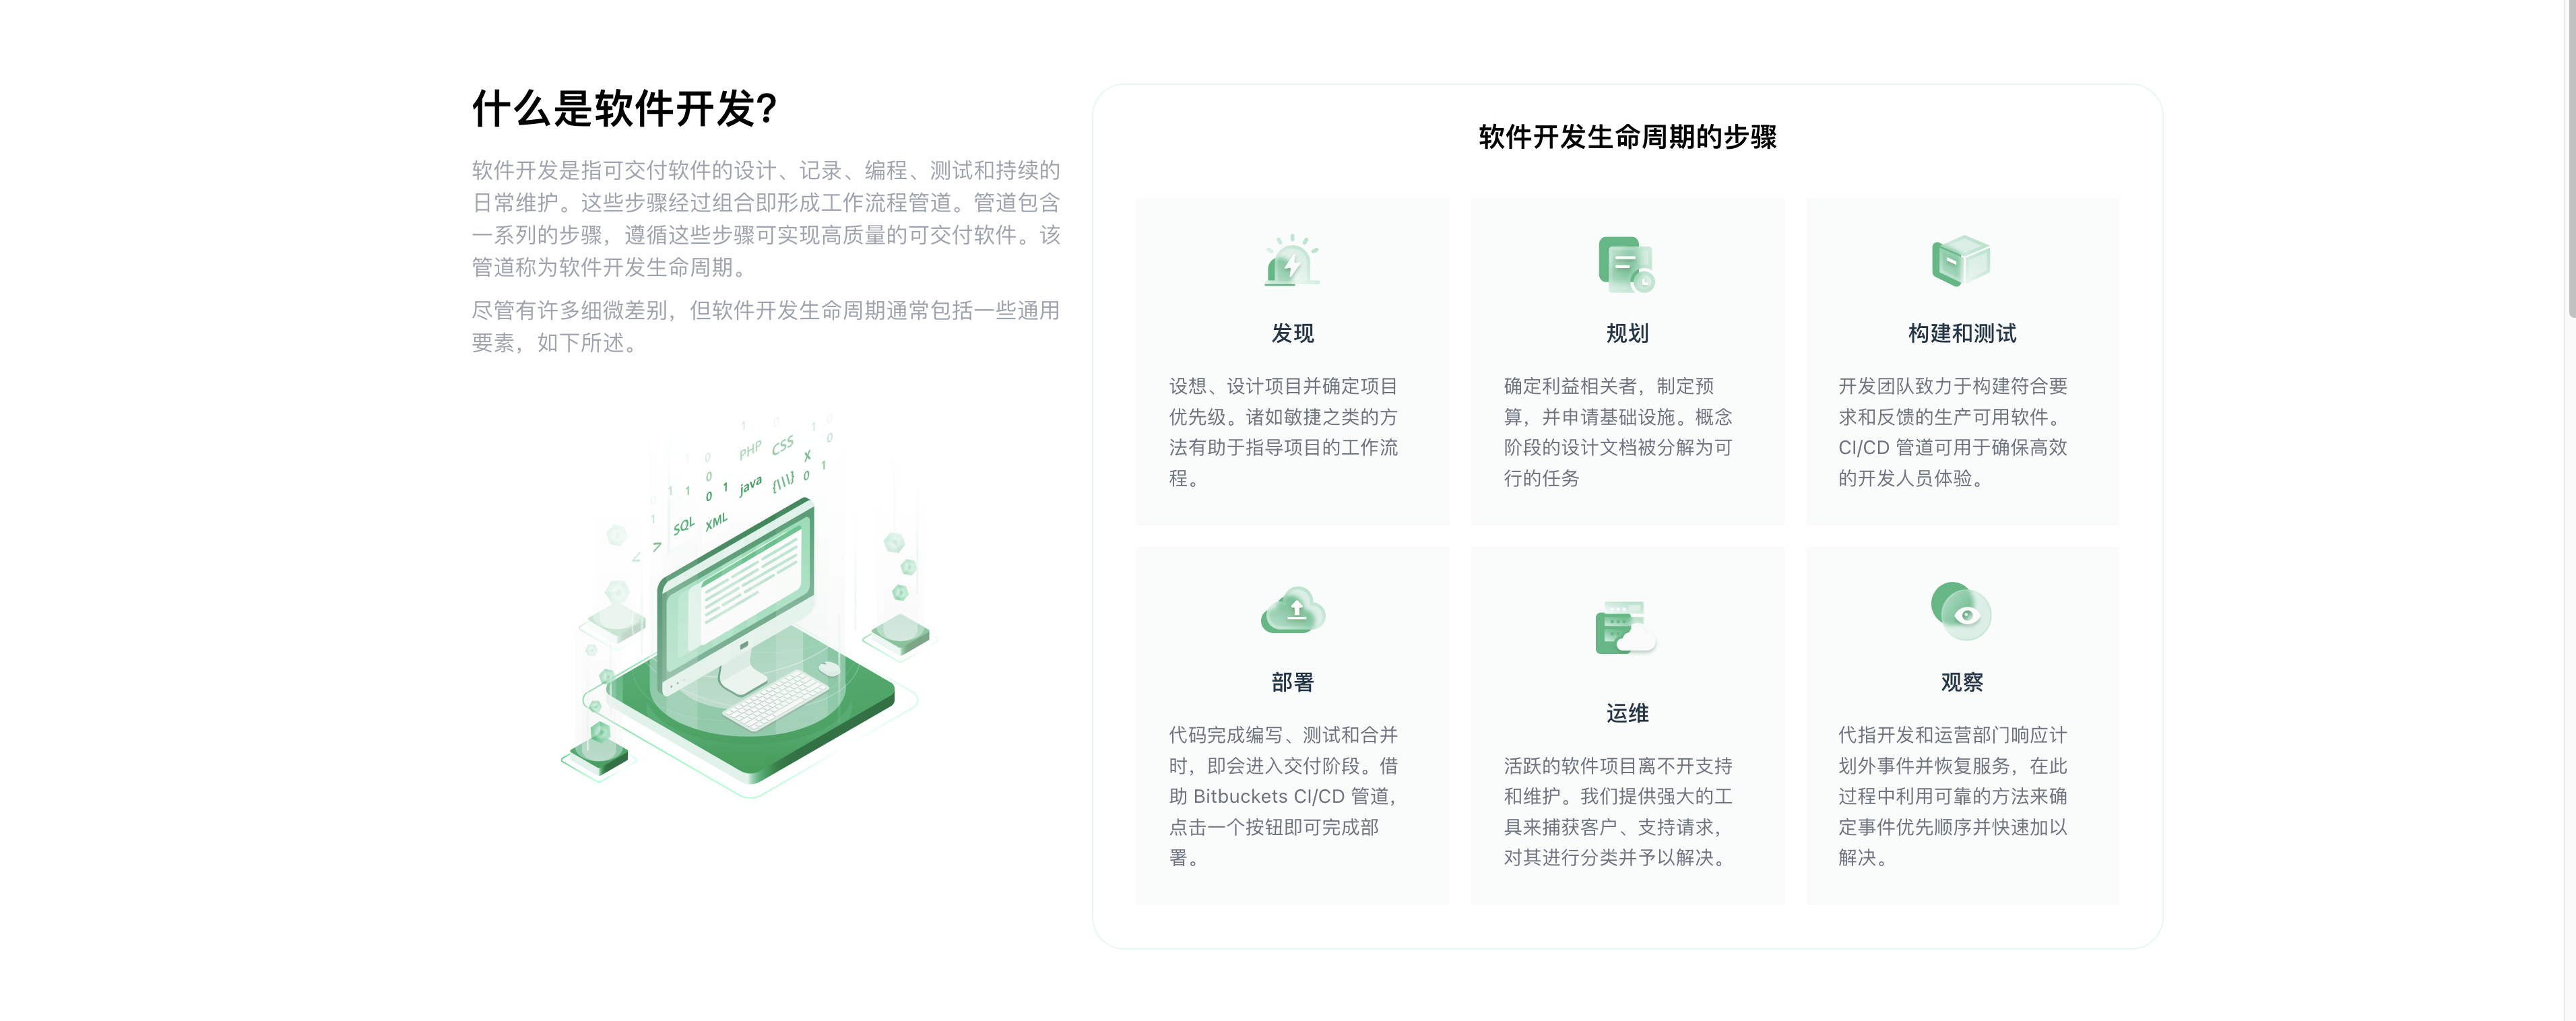 什么是软件开发?
软件开发是指可交付软件的设计、记录、编程、测试和持续的
日常维护。这些步骤经过组合即形成工作流程管道。管道包含
一系列的步骤，遵循这些步骤可实现高质量的可交付软件。该
管道称为软件开发生命周期。
尽管有许多细微差别，但软件开发生命周期通常包括一些通用
要素，如下所述。
1 0 1 0
PHP CSS 0
1 0 X
0 1
1 1 0 1 java {\\\} 0
1 SQL XML
软件开发生命周期的步骤
发现
设想、设计项目并确定项目
优先级。诸如敏捷之类的方
法有助于指导项目的工作流
程。
规划
确定利益相关者，制定预
算，并申请基础设施。概念
阶段的设计文档被分解为可
行的任务
构建和测试
开发团队致力于构建符合要
求和反馈的生产可用软件。
CI/CD 管道可用于确保高效
的开发人员体验。
部署
代码完成编写、测试和合并
时，即会进入交付阶段。借
助 Bitbuckets CI/CD 管道，
点击一个按钮即可完成部
署。
运维
活跃的软件项目离不开支持
和维护。我们提供强大的工
具来捕获客户、支持请求，
对其进行分类并予以解决。
观察
代指开发和运营部门响应计
划外事件并恢复服务，在此
过程中利用可靠的方法来确
定事件优先顺序并快速加以
解决。